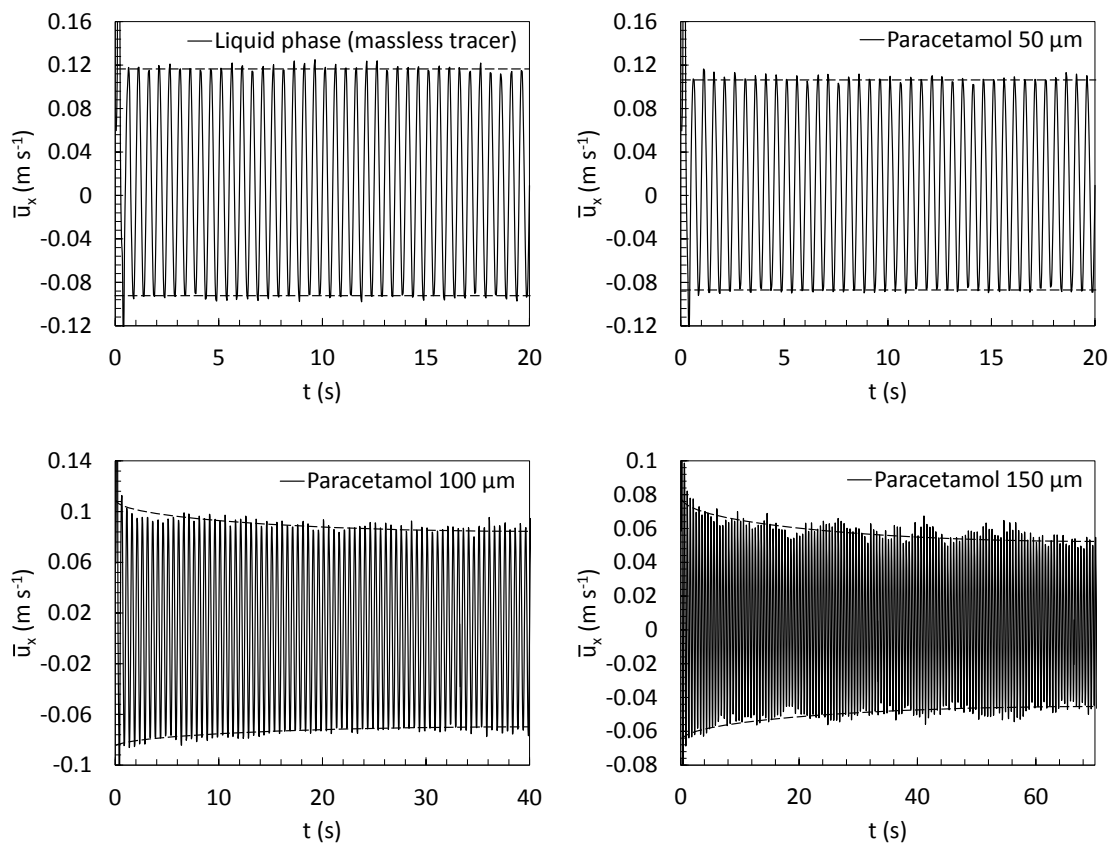 0.16
0.12
0.08
0.04
0
-0.04
-0.08
-0.12
u̅x (m s-1)
Liquid phase (massless tracer)
0 5 10 15 20
t (s)
0.16
0.12
0.08
0.04
0
-0.04
-0.08
-0.12
u̅x (m s-1)
Paracetamol 50 µm
0 5 10 15 20
t (s)
0.14
0.1
0.06
0.02
-0.02
-0.06
-0.1
u̅x (m s-1)
Paracetamol 100 µm
0 10 20 30 40
t (s)
0.1
0.08
0.06
0.04
0.02
0
-0.02
-0.04
-0.06
-0.08
u̅x (m s-1)
Paracetamol 150 µm
0 20 40 60
t (s)